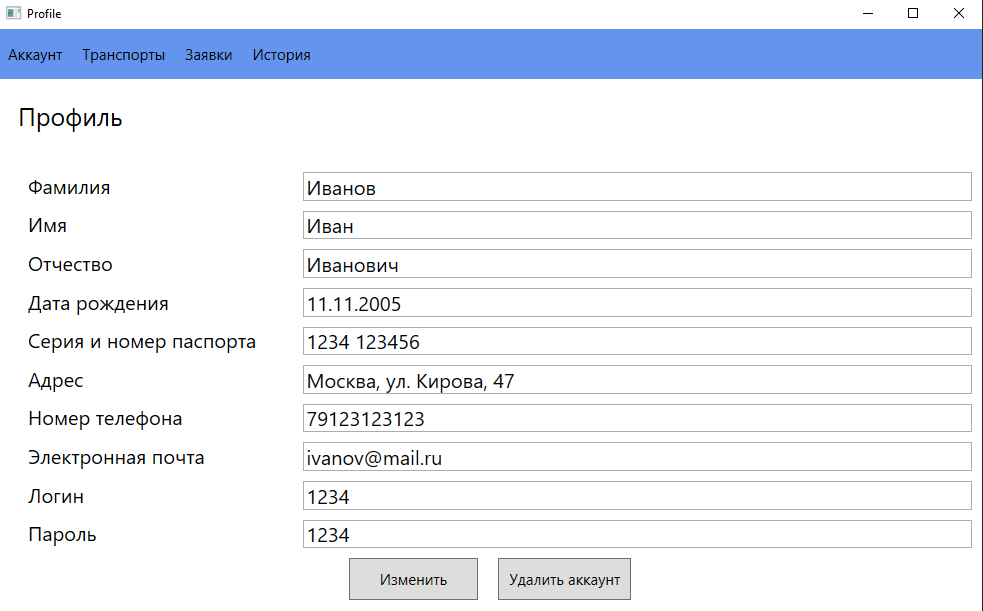 Profile
Аккаунт Транспорты Заявки История
Профиль
Фамилия Иванов
Имя Иван
Отчество Иванович
Дата рождения 11.11.2005
Серия и номер паспорта 1234 123456
Адрес Москва, ул. Кирова, 47
Номер телефона 79123123123
Электронная почта ivanov@mail.ru
Логин 1234
Пароль 1234
Изменить Удалить аккаунт